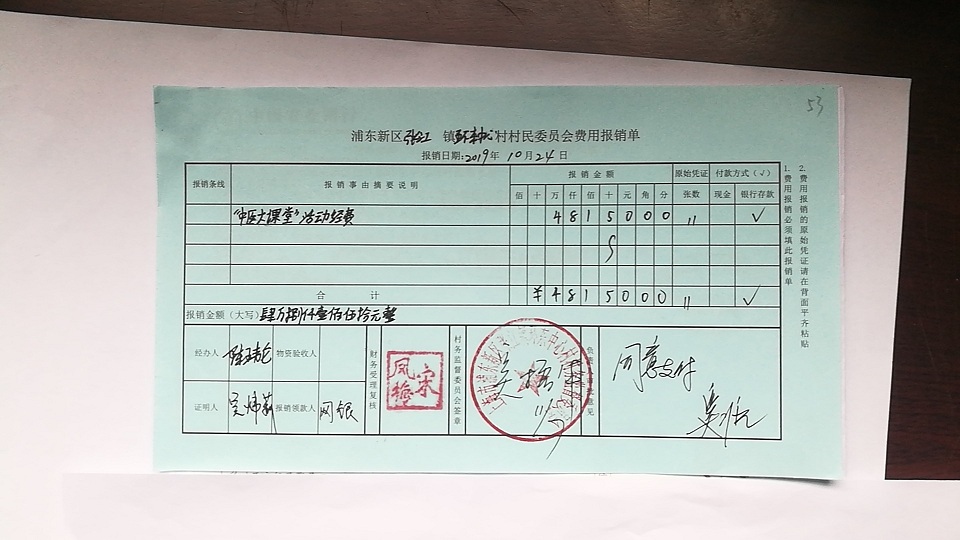 53
浦东新区张江 镇环东中心村村民委员会费用报销单
报销日期:2019年 10月24日
报销条线 报销事由摘要说明 报销金额 原始凭证 付款方式(√)
佰 十 万 仟 佰 十 元 角 分 张数 现金 银行存款
"中医大课堂"活动经费 4 8 1 5 0 0 0 11 √
合 计 ¥ 4 8 1 5 0 0 0 11 √
报销金额(大写) 肆万捌仟壹佰伍拾元整
经办人 物资验收人
财务受理复核
宋凤
村务监督委员会签章
同意支付
证明人 报销领款人 网银
1.费用报销必须填此报销单
2.费用报销的原始凭证请在背面平齐粘贴